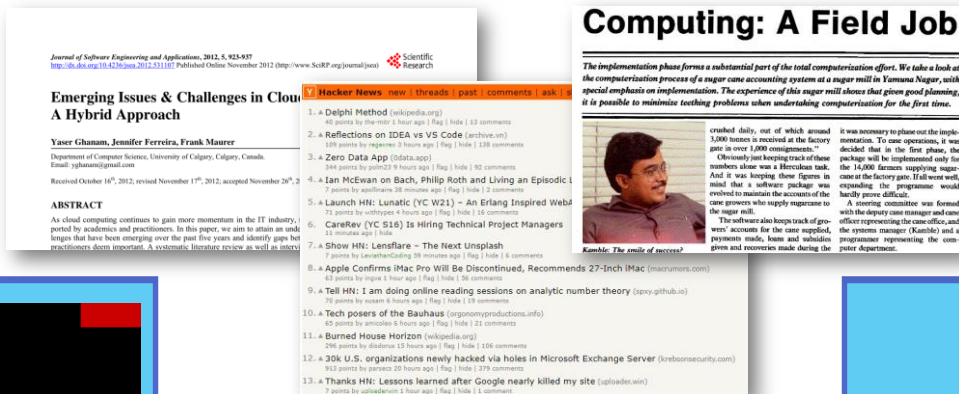 Journal of Software Engineering and Applications, 2012, 5, 923-937
http://dx.doi.org/10.4236/jsea.2012.531107 Published Online November 2012 (http://www.SciRP.org/journal/jsea)
Scientific
Research
Emerging Issues & Challenges in Clou
A Hybrid Approach
Yaser Ghanam, Jennifer Ferreira, Frank Maurer
Department of Computer Science, University of Calgary, Calgary, Canada.
Email: yghanam@gmail.com
Received October 16th, 2012; revised November 17th, 2012; accepted November 26th, 2
ABSTRACT
As cloud computing continues to gain more momentum in the IT industry,
ported by academics and practitioners. In this paper, we aim to attain an unde
lenges that have been emerging over the past five years and identify gaps bet
practitioners deem important. A systematic literature review as well as interv
Y Hacker News new | threads | past | comments | ask | s
1. Delphi Method (wikipedia.org)
40 points by the-mitr 1 hour ago | flag | hide | 13 comments
2. Reflections on IDEA vs VS Code (archive.vn)
109 points by regavreo 3 hours ago | flag | hide | 138 comments
3. Zero Data App (0data.app)
344 points by polm23 9 hours ago | flag | hide | 92 comments
4. Ian McEwan on Bach, Philip Roth and Living an Episodic L
7 points by apollinaire 38 minutes ago | flag | hide | 2 comments
5. Launch HN: Lunatic (YC W21) – An Erlang Inspired WebA
71 points by withtypes 4 hours ago | flag | hide | 16 comments
6. CareRev (YC S16) Is Hiring Technical Project Managers
11 minutes ago | hide
7. Show HN: Lensflare – The Next Unsplash
7 points by LeviathanCoding 59 minutes ago | flag | hide | 6 comments
8. Apple Confirms iMac Pro Will Be Discontinued, Recommends 27-Inch iMac (macrumors.com)
63 points by ingve 1 hour ago | flag | hide | 56 comments
9. Tell HN: I am doing online reading sessions on analytic number theory (spxy.github.io)
70 points by susam 6 hours ago | flag | hide | 19 comments
10. Tech posers of the Bauhaus (orgonomyproductions.info)
65 points by amicoleo 6 hours ago | flag | hide | 21 comments
11. Burned House Horizon (wikipedia.org)
296 points by disdorus 15 hours ago | flag | hide | 106 comments
12. 30k U.S. organizations newly hacked via holes in Microsoft Exchange Server (krebsonsecurity.com)
913 points by parsecs 20 hours ago | flag | hide | 379 comments
13. Thanks HN: Lessons learned after Google nearly killed my site (uploader.win)
7 points by uploaderwin 1 hour ago | flag | hide | 1 comment
Computing: A Field Job
The implementation phase forms a substantial part of the total computerization effort. We take a look at
the computerization process of a sugar cane accounting system at a sugar mill in Yamuna Nagar, with
special emphasis on implementation. The experience of this sugar mill shows that given good planning,
it is possible to minimize teething problems when undertaking computerization for the first time.
Kamble: The smile of success?
crushed daily, out of which around
3,000 tonnes is received at the factory
gate in over 1,000 consignments."
Obviously just keeping track of these
numbers alone was a Herculean task.
And it was keeping these figures in
mind that a software package was
evolved to maintain the accounts of the
cane growers who supply sugarcane to
the sugar mill.
The software also keeps track of gro-
wers' accounts for the cane supplied,
payments made, loans and subsidies
given and recoveries made during the
it was necessary to phase out the imple-
mentation. To ease operations, it was
decided that in the first phase, the
package will be implemented only for
the 14,000 farmers supplying sugar-
cane at the factory gate. If all went well,
expanding the programme would
hardly prove difficult.
A steering committee was formed
with the deputy cane manager and cane
officer representing the cane office, and
the systems manager (Kamble) and a
programmer representing the com-
puter department.